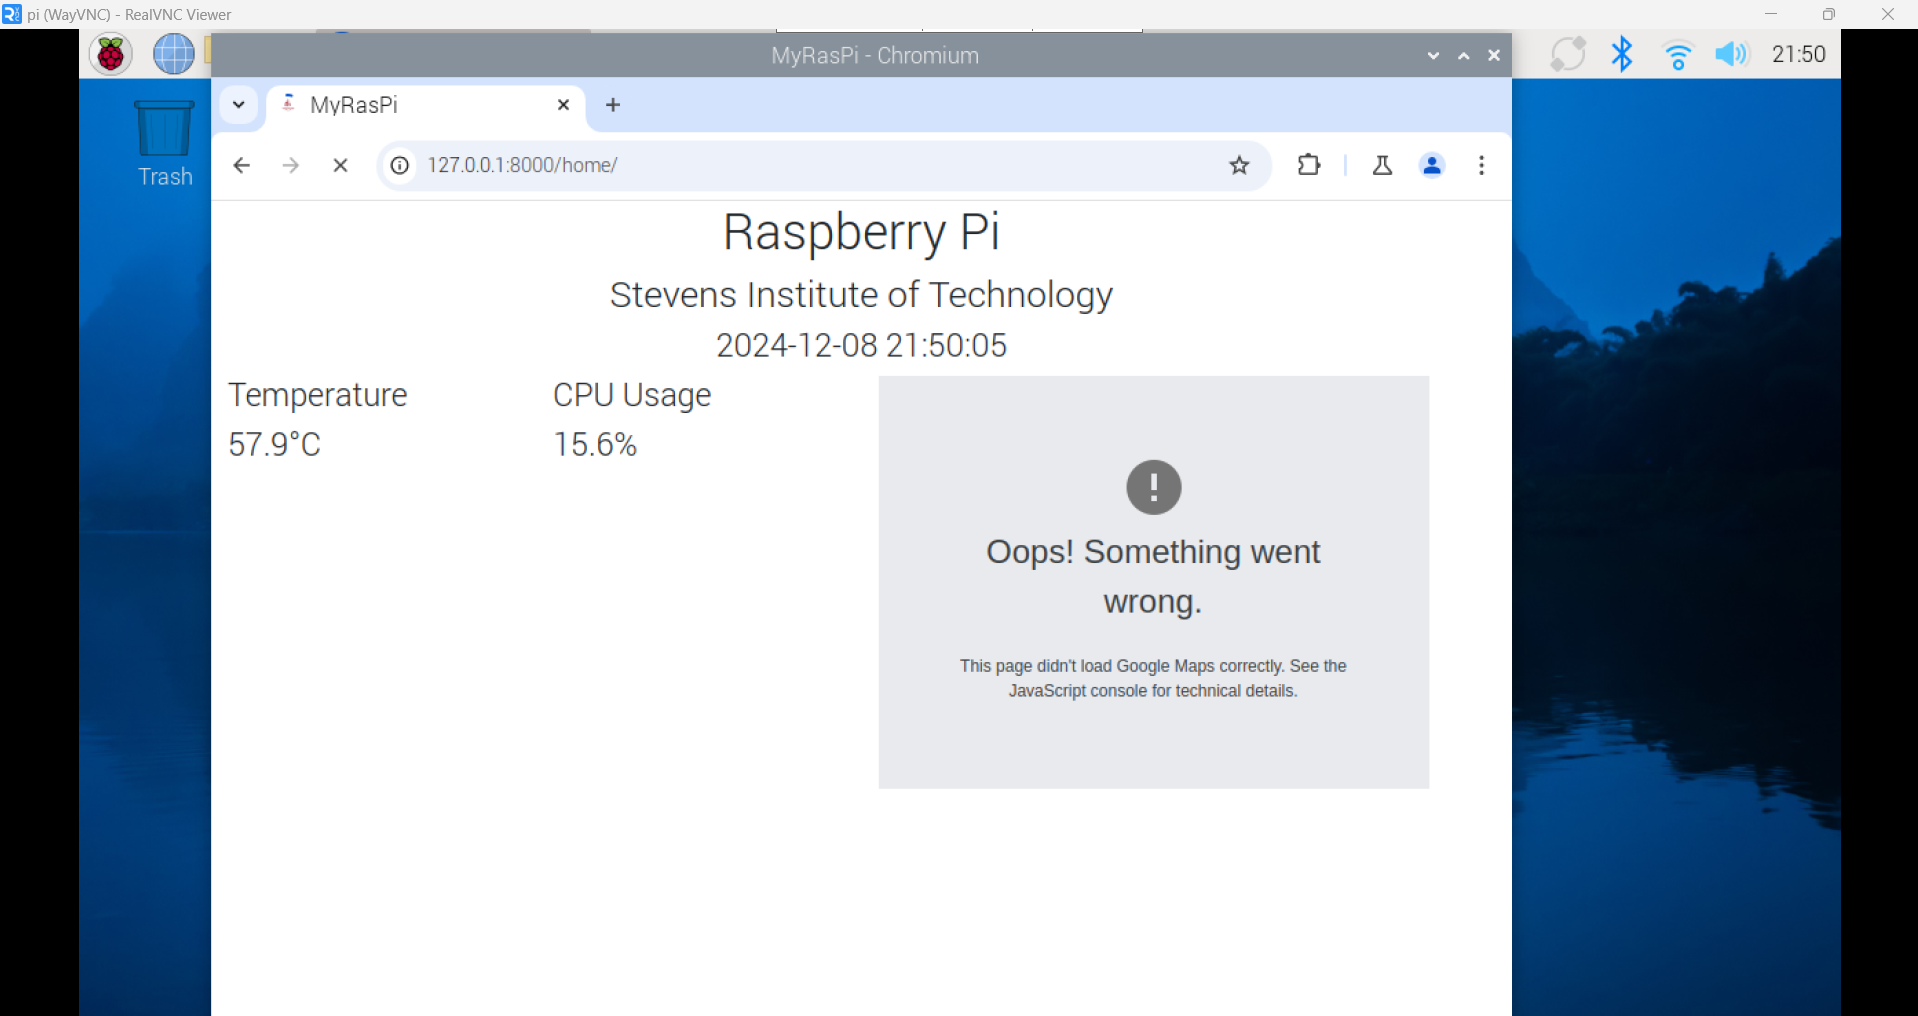 pi (WayVNC) - RealVNC Viewer
MyRasPi - Chromium
21:50
MyRasPi
127.0.0.1:8000/home/
Trash
Raspberry Pi
Stevens Institute of Technology
2024-12-08 21:50:05
Temperature
CPU Usage
57.9°C
15.6%
Oops! Something went
wrong.
This page didn't load Google Maps correctly. See the
JavaScript console for technical details.